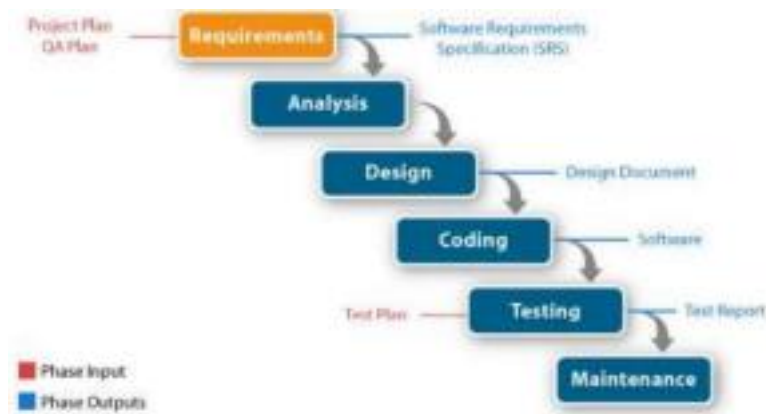 Project Plan
QA Plan
Requirements
Software Requirements
Specification (SRS)
Analysis
Design
Design Document
Coding
Software
Test Plan
Testing
Test Report
Maintenance
Phase Input
Phase Outputs